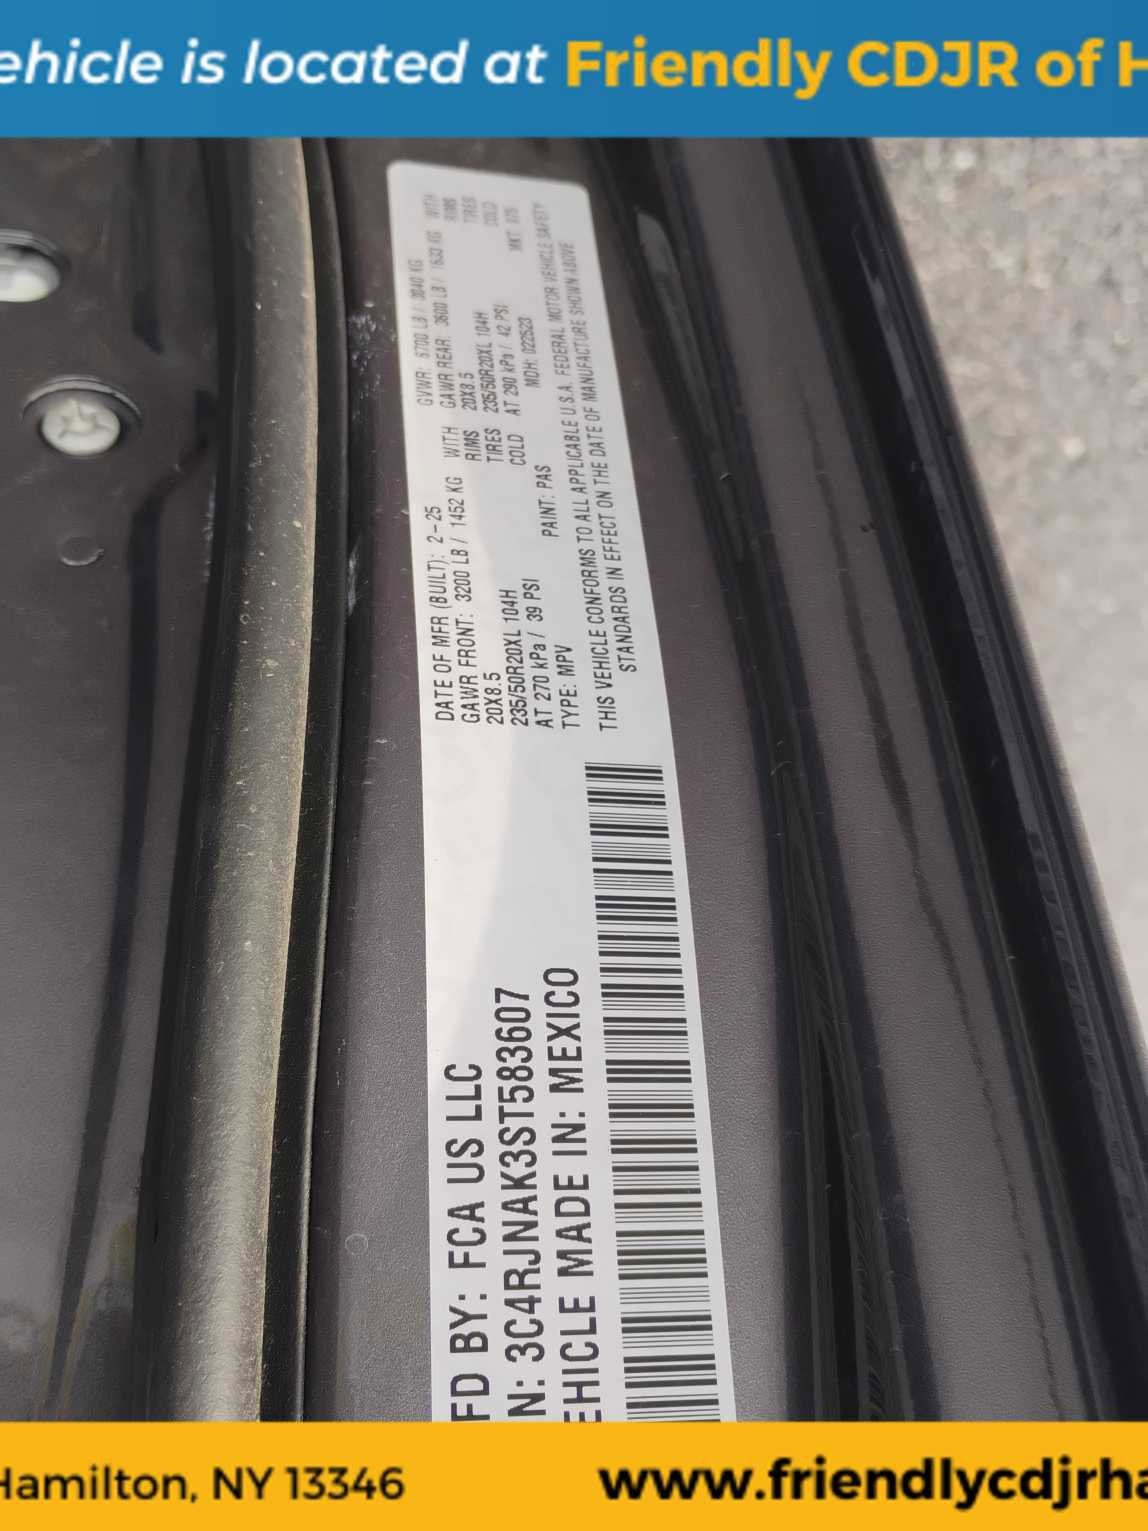 ehicle is located at Friendly CDJR of H
FD BY: FCA US LLC
N: 3C4RJNAK3ST583607
EHICLE MADE IN: MEXICO
DATE OF MFR (BUILT): 2-25 GVWR: 6700 LB / 3040 KG
GAWR FRONT: 3200 LB / 1452 KG WITH GAWR REAR: 3600 LB / 1633 KG WITH
20X8.5 RIMS 20X8.5 RIMS
235/50R20XL 104H TIRES 235/50R20XL 104H TIRES
AT 270 kPa / 39 PSI COLD AT 290 kPa / 42 PSI COLD
TYPE: MPV PAINT: PAS MDH: 022523 MKT:
THIS VEHICLE CONFORMS TO ALL APPLICABLE U.S.A. FEDERAL MOTOR VEHICLE SAFETY
STANDARDS IN EFFECT ON THE DATE OF MANUFACTURE SHOWN ABOVE
Hamilton, NY 13346 www.friendlycdjrha